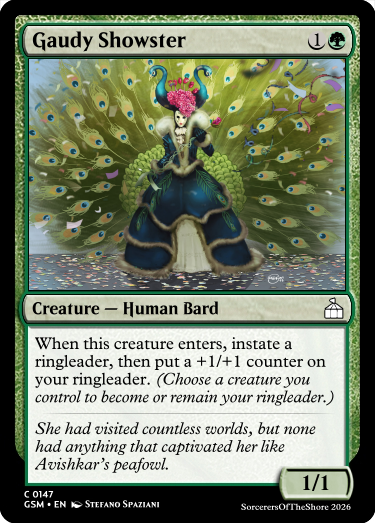 Gaudy Showster 1
Creature — Human Bard
When this creature enters, instate a
ringleader, then put a +1/+1 counter on
your ringleader. (Choose a creature you
control to become or remain your ringleader.)
She had visited countless worlds, but none
had anything that captivated her like
Avishkar's peafowl.
1/1
C 0147
GSM • EN Stefano Spaziani
SorcerersOfTheShore 2026